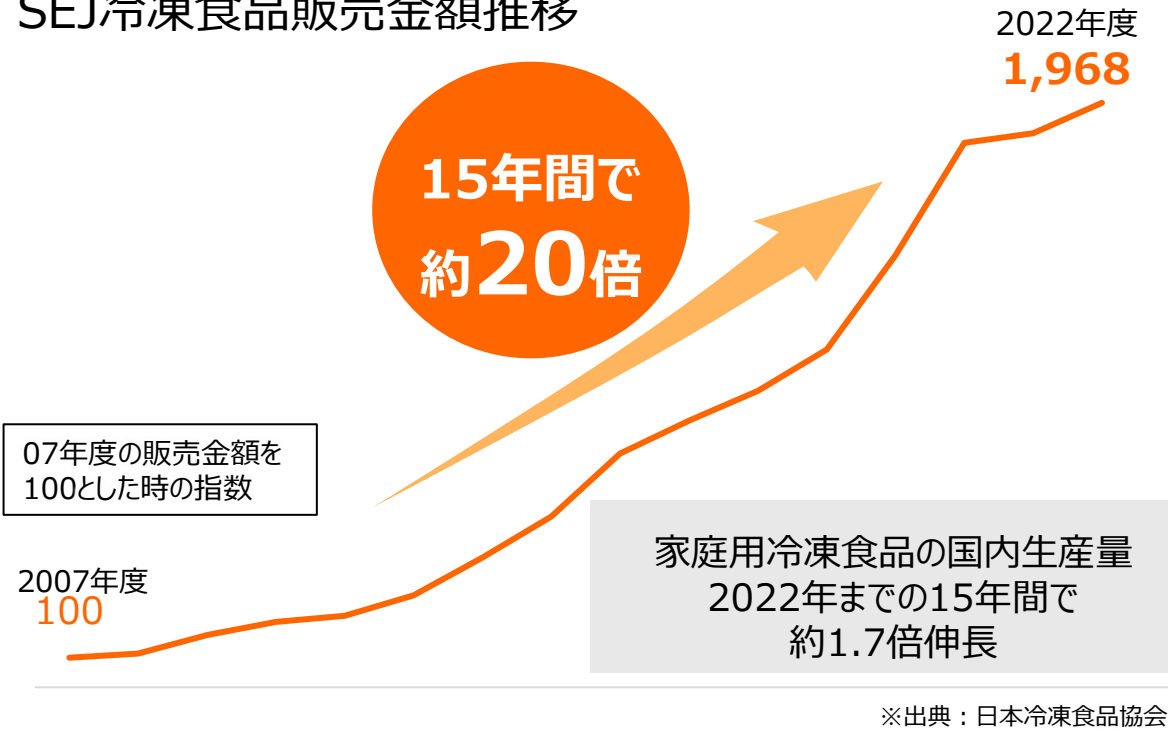 SEJ冷凍食品販売金額推移
2022年度
1,968
15年間で
約20倍
07年度の販売金額を
100とした時の指数
2007年度
100
家庭用冷凍食品の国内生産量
2022年までの15年間で
約1.7倍伸長
※出典：日本冷凍食品協会